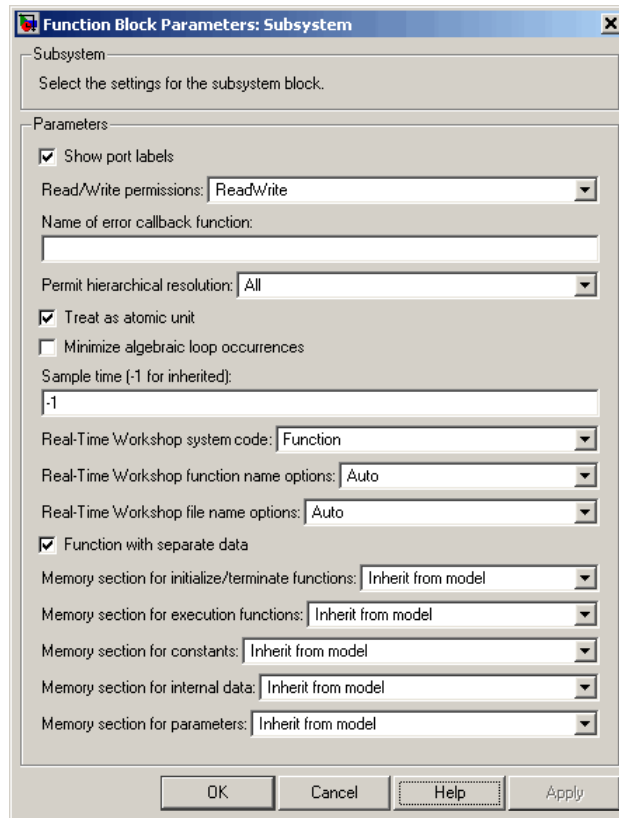 Function Block Parameters: Subsystem
Subsystem
Select the settings for the subsystem block.
Parameters
Show port labels
Read/Write permissions: ReadWrite
Name of error callback function:
Permit hierarchical resolution: All
Treat as atomic unit
Minimize algebraic loop occurrences
Sample time (-1 for inherited):
-1
Real-Time Workshop system code: Function
Real-Time Workshop function name options: Auto
Real-Time Workshop file name options: Auto
Function with separate data
Memory section for initialize/terminate functions: Inherit from model
Memory section for execution functions: Inherit from model
Memory section for constants: Inherit from model
Memory section for internal data: Inherit from model
Memory section for parameters: Inherit from model
OK Cancel Help Apply